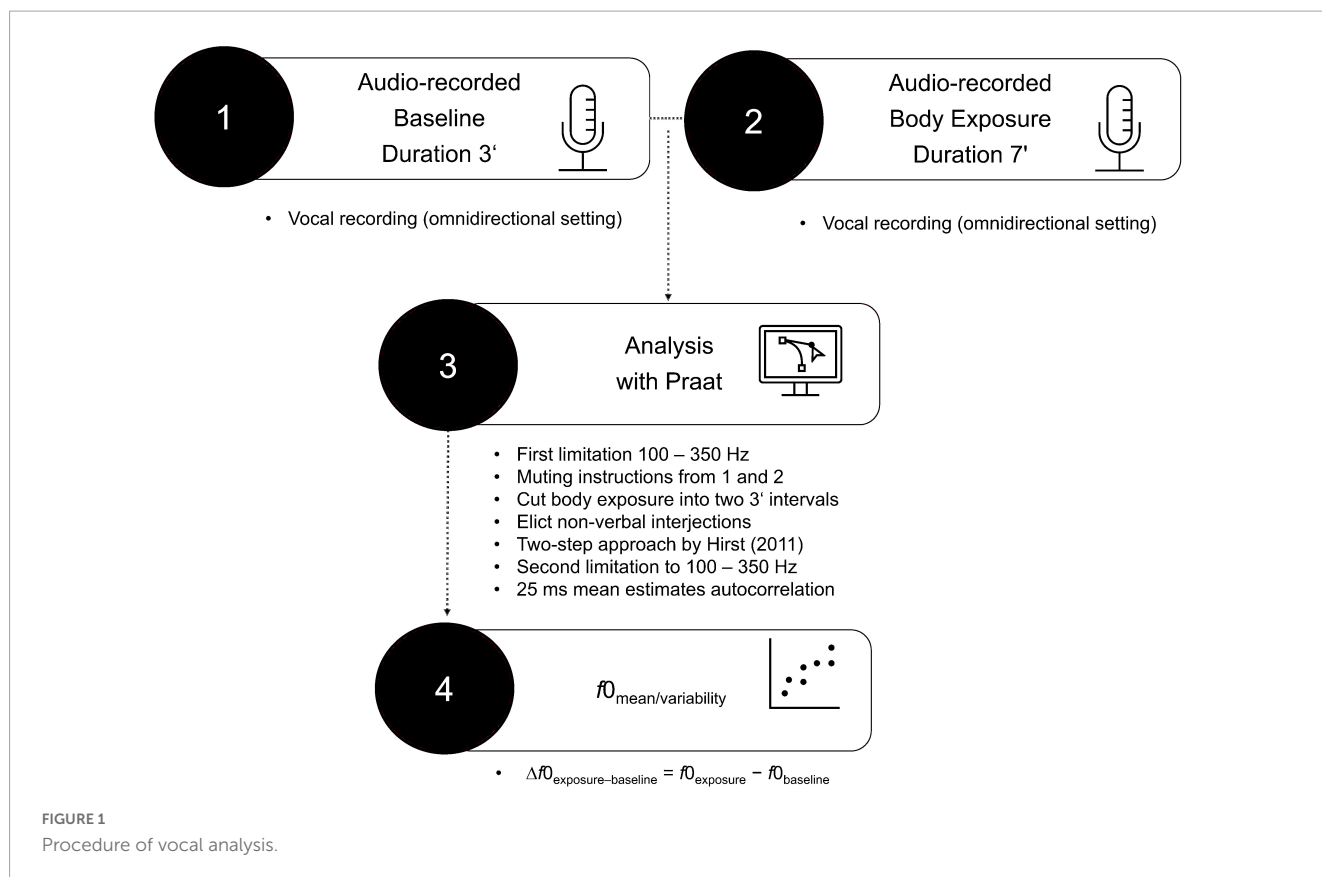 1
Audio-recorded
Baseline
Duration 3‘
• Vocal recording (omnidirectional setting)
2
Audio-recorded
Body Exposure
Duration 7'
• Vocal recording (omnidirectional setting)
3
Analysis
with Praat
• First limitation 100 – 350 Hz
• Muting instructions from 1 and 2
• Cut body exposure into two 3‘ intervals
• Elict non-verbal interjections
• Two-step approach by Hirst (2011)
• Second limitation to 100 – 350 Hz
• 25 ms mean estimates autocorrelation
4
f0mean/variability
• Δf0exposure–baseline = f0exposure − f0baseline
FIGURE 1
Procedure of vocal analysis.